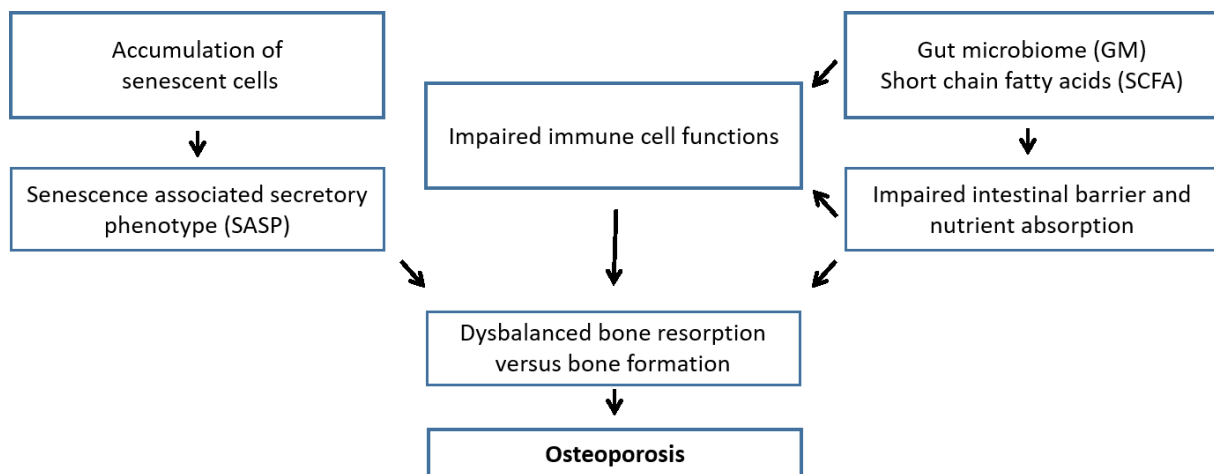 Accumulation of
senescent cells
Gut microbiome (GM)
Short chain fatty acids (SCFA)
Impaired immune cell functions
Senescence associated secretory
phenotype (SASP)
Impaired intestinal barrier and
nutrient absorption
Dysbalanced bone resorption
versus bone formation
Osteoporosis